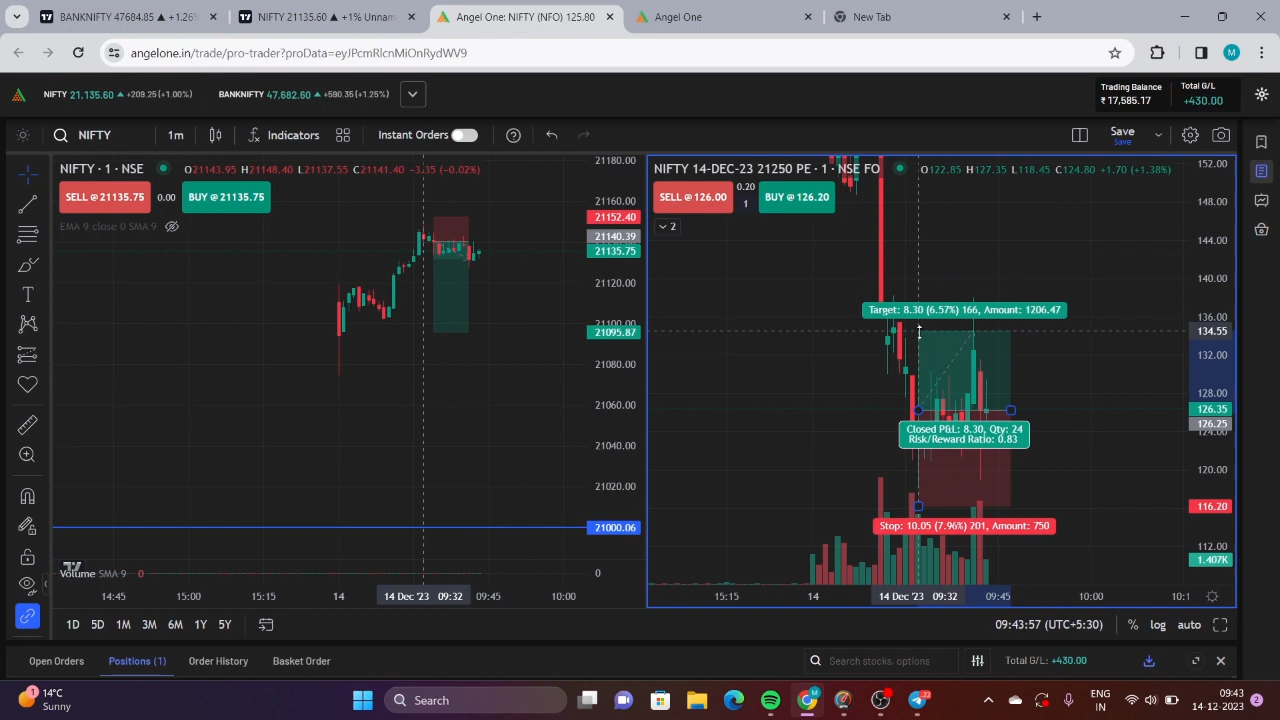 BANKNIFTY 47684.85 ▲ +1.26%
NIFTY 21135.60 ▲ +1% Unnam
Angel One: NIFTY (NFO) 125.80
Angel One
New Tab
angelone.in/trade/pro-trader?proData=eyJPcmRlcnMiOnRydWV9
M
NIFTY 21,135.60 ▲ +209.25(+1.00%)
BANKNIFTY 47,682.60 ▲ +590.35(+1.25%)
Trading Balance
₹ 17,585.17
Total G/L:
+430.00
NIFTY
1m
Indicators
Instant Orders
Save
Save
NIFTY · 1 · NSE
O21143.95 H21148.40 L21137.55 C21141.40 -3.35 (-0.02%)
SELL @ 21135.75
0.00
BUY @ 21135.75
EMA 9 close 0 SMA 9
21180.00
21160.00
21152.40
21140.39
21135.75
21120.00
21100.00
21095.87
21080.00
21060.00
21040.00
21020.00
21000.06
Volume SMA 9 0
0
14:45
15:00
15:15
14
14 Dec '23 09:32
09:45
10:00
NIFTY 14-DEC-23 21250 PE · 1 · NSE FO
O122.85 H127.35 L118.45 C124.80 +1.70 (+1.38%)
SELL @ 126.00
0.20
1
BUY @ 126.20
2
152.00
148.00
144.00
140.00
136.00
134.55
132.00
128.00
126.35
126.25
124.00
120.00
116.20
112.00
1.407K
Target: 8.30 (6.57%) 166, Amount: 1206.47
Closed P&L: 8.30, Qty: 24
Risk/Reward Ratio: 0.83
Stop: 10.05 (7.96%) 201, Amount: 750
15:15
14
14 Dec '23 09:32
09:45
10:00
10:1
1D
5D
1M
3M
6M
1Y
5Y
09:43:57 (UTC+5:30)
%
log
auto
Open Orders
Positions (1)
Order History
Basket Order
Search stocks, options
Total G/L: +430.00
1
14°C
Sunny
Search
22
ENG
IN
09:43
14-12-2023
2